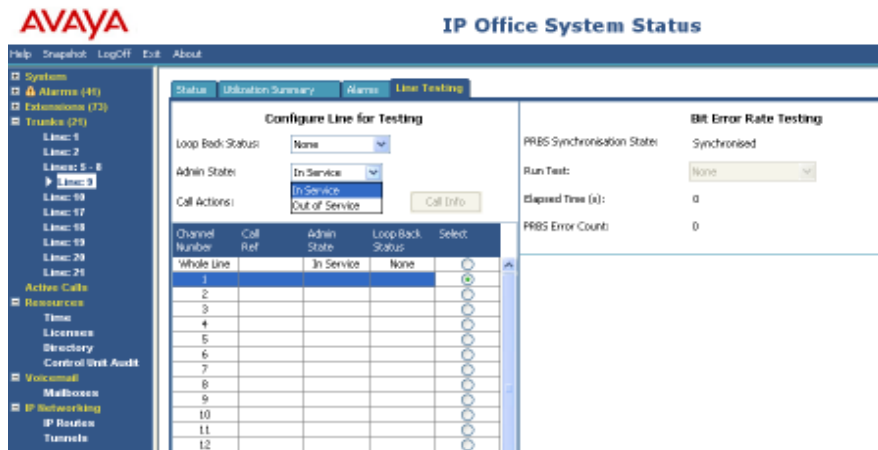 AVAYA
IP Office System Status
Help Snapshot LogOff Exit About
System
Alarms (41)
Extensions (73)
Trunks (21)
Line: 1
Line: 2
Lines: 5 - 8
Line: 9
Line: 10
Line: 17
Line: 18
Line: 19
Line: 20
Line: 21
Active Calls
Resources
Time
Licenses
Directory
Control Unit Audit
Voicemail
Mailboxes
IP Networking
IP Routes
Tunnels
Status Utilization Summary Alarms Line Testing
Configure Line for Testing
Loop Back Status: None
Admin State: In Service
In Service
Out of Service
Call Actions: Call Info
Channel Number Call Ref Admin State Loop Back Status Select
Whole Line In Service None
1
2
3
4
5
6
7
8
9
10
11
12
Bit Error Rate Testing
PRBS Synchronisation State: Synchronised
Run Test: None
Elapsed Time (s): 0
PRBS Error Count: 0